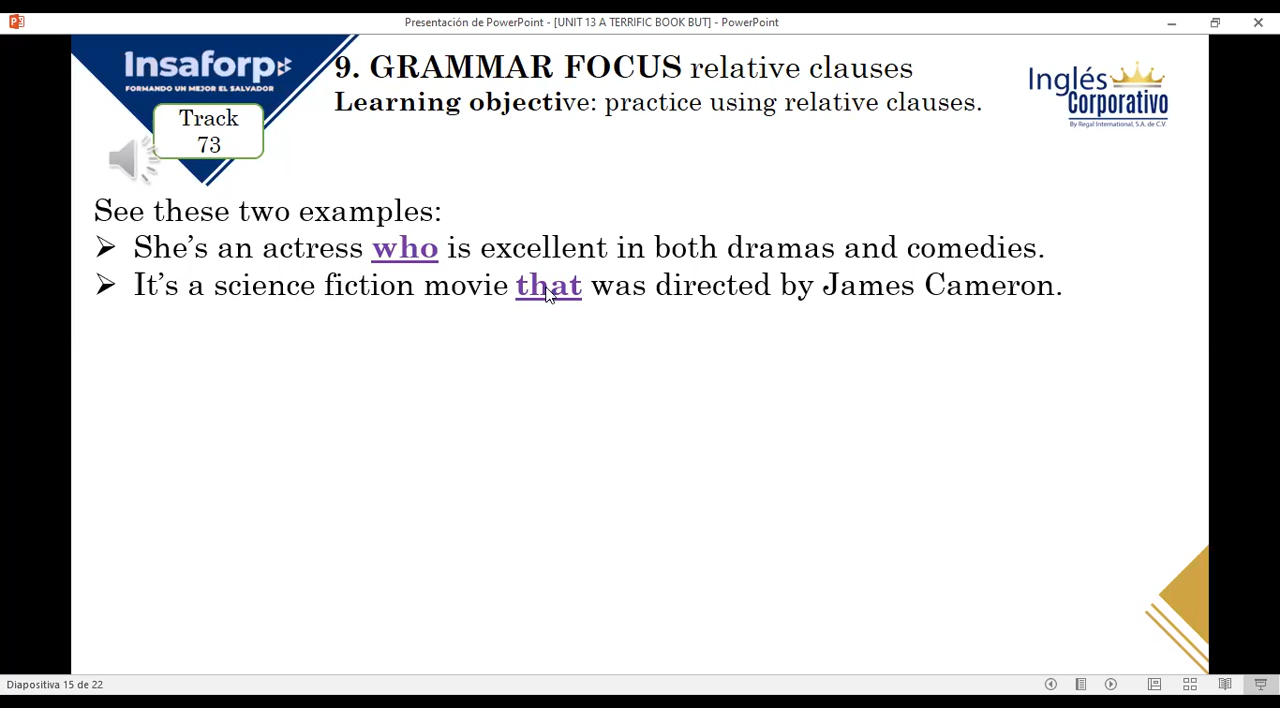 Presentación de PowerPoint - [UNIT 13 A TERRIFIC BOOK BUT] - PowerPoint
Insaforp
FORMANDO UN MEJOR EL SALVADOR
9. GRAMMAR FOCUS relative clauses
Learning objective: practice using relative clauses.
Inglés
Corporativo
By Regal International, S.A. de C.V.
Track
73
See these two examples:
➢ She's an actress who is excellent in both dramas and comedies.
➢ It's a science fiction movie that was directed by James Cameron.
Diapositiva 15 de 22